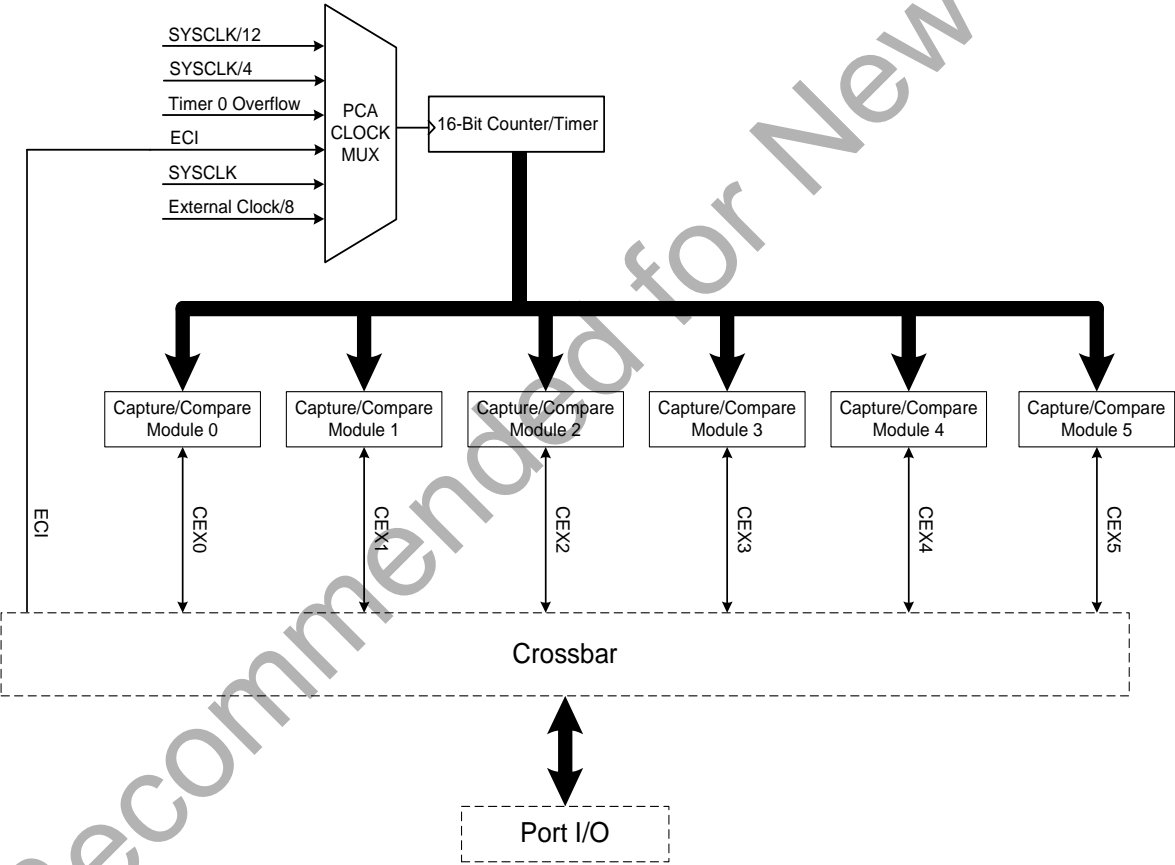 SYSCLK/12
SYSCLK/4
Timer 0 Overflow
ECI
SYSCLK
External Clock/8
PCA
CLOCK
MUX
16-Bit Counter/Timer
Capture/Compare
Module 0
Capture/Compare
Module 1
Capture/Compare
Module 2
Capture/Compare
Module 3
Capture/Compare
Module 4
Capture/Compare
Module 5
ECI
CEX0
CEX1
CEX2
CEX3
CEX4
CEX5
Crossbar
Port I/O
Recommended for New